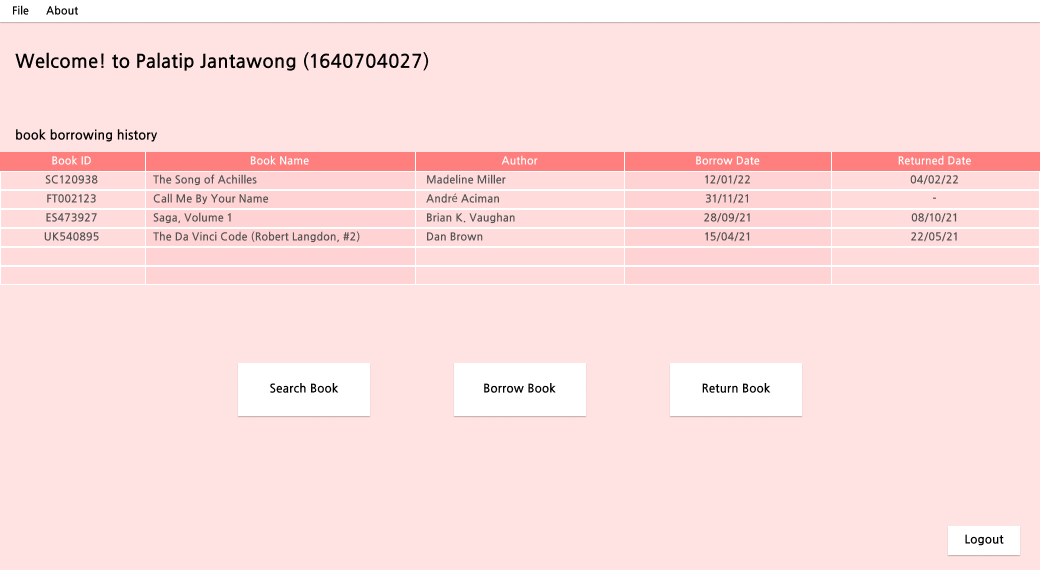 File About
Welcome! to Palatip Jantawong (1640704027)
book borrowing history
Book ID Book Name Author Borrow Date Returned Date
SC120938 The Song of Achilles Madeline Miller 12/01/22 04/02/22
FT002123 Call Me By Your Name André Aciman 31/11/21 -
ES473927 Saga, Volume 1 Brian K. Vaughan 28/09/21 08/10/21
UK540895 The Da Vinci Code (Robert Langdon, #2) Dan Brown 15/04/21 22/05/21
Search Book Borrow Book Return Book
Logout